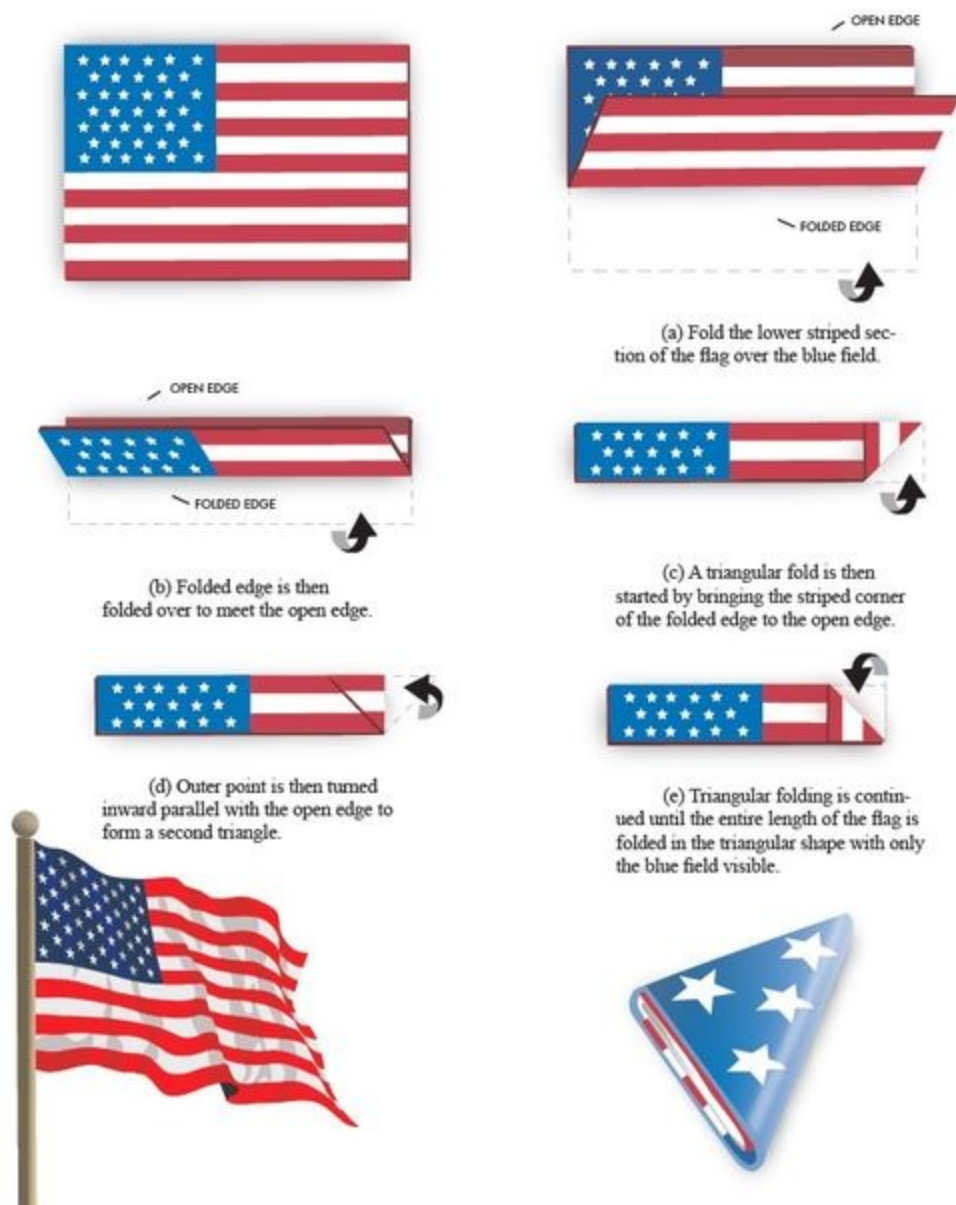 OPEN EDGE
FOLDED EDGE
(a) Fold the lower striped sec-
tion of the flag over the blue field.
OPEN EDGE
FOLDED EDGE
(b) Folded edge is then
folded over to meet the open edge.
(c) A triangular fold is then
started by bringing the striped corner
of the folded edge to the open edge.
(d) Outer point is then turned
inward parallel with the open edge to
form a second triangle.
(e) Triangular folding is contin-
ued until the entire length of the flag is
folded in the triangular shape with only
the blue field visible.